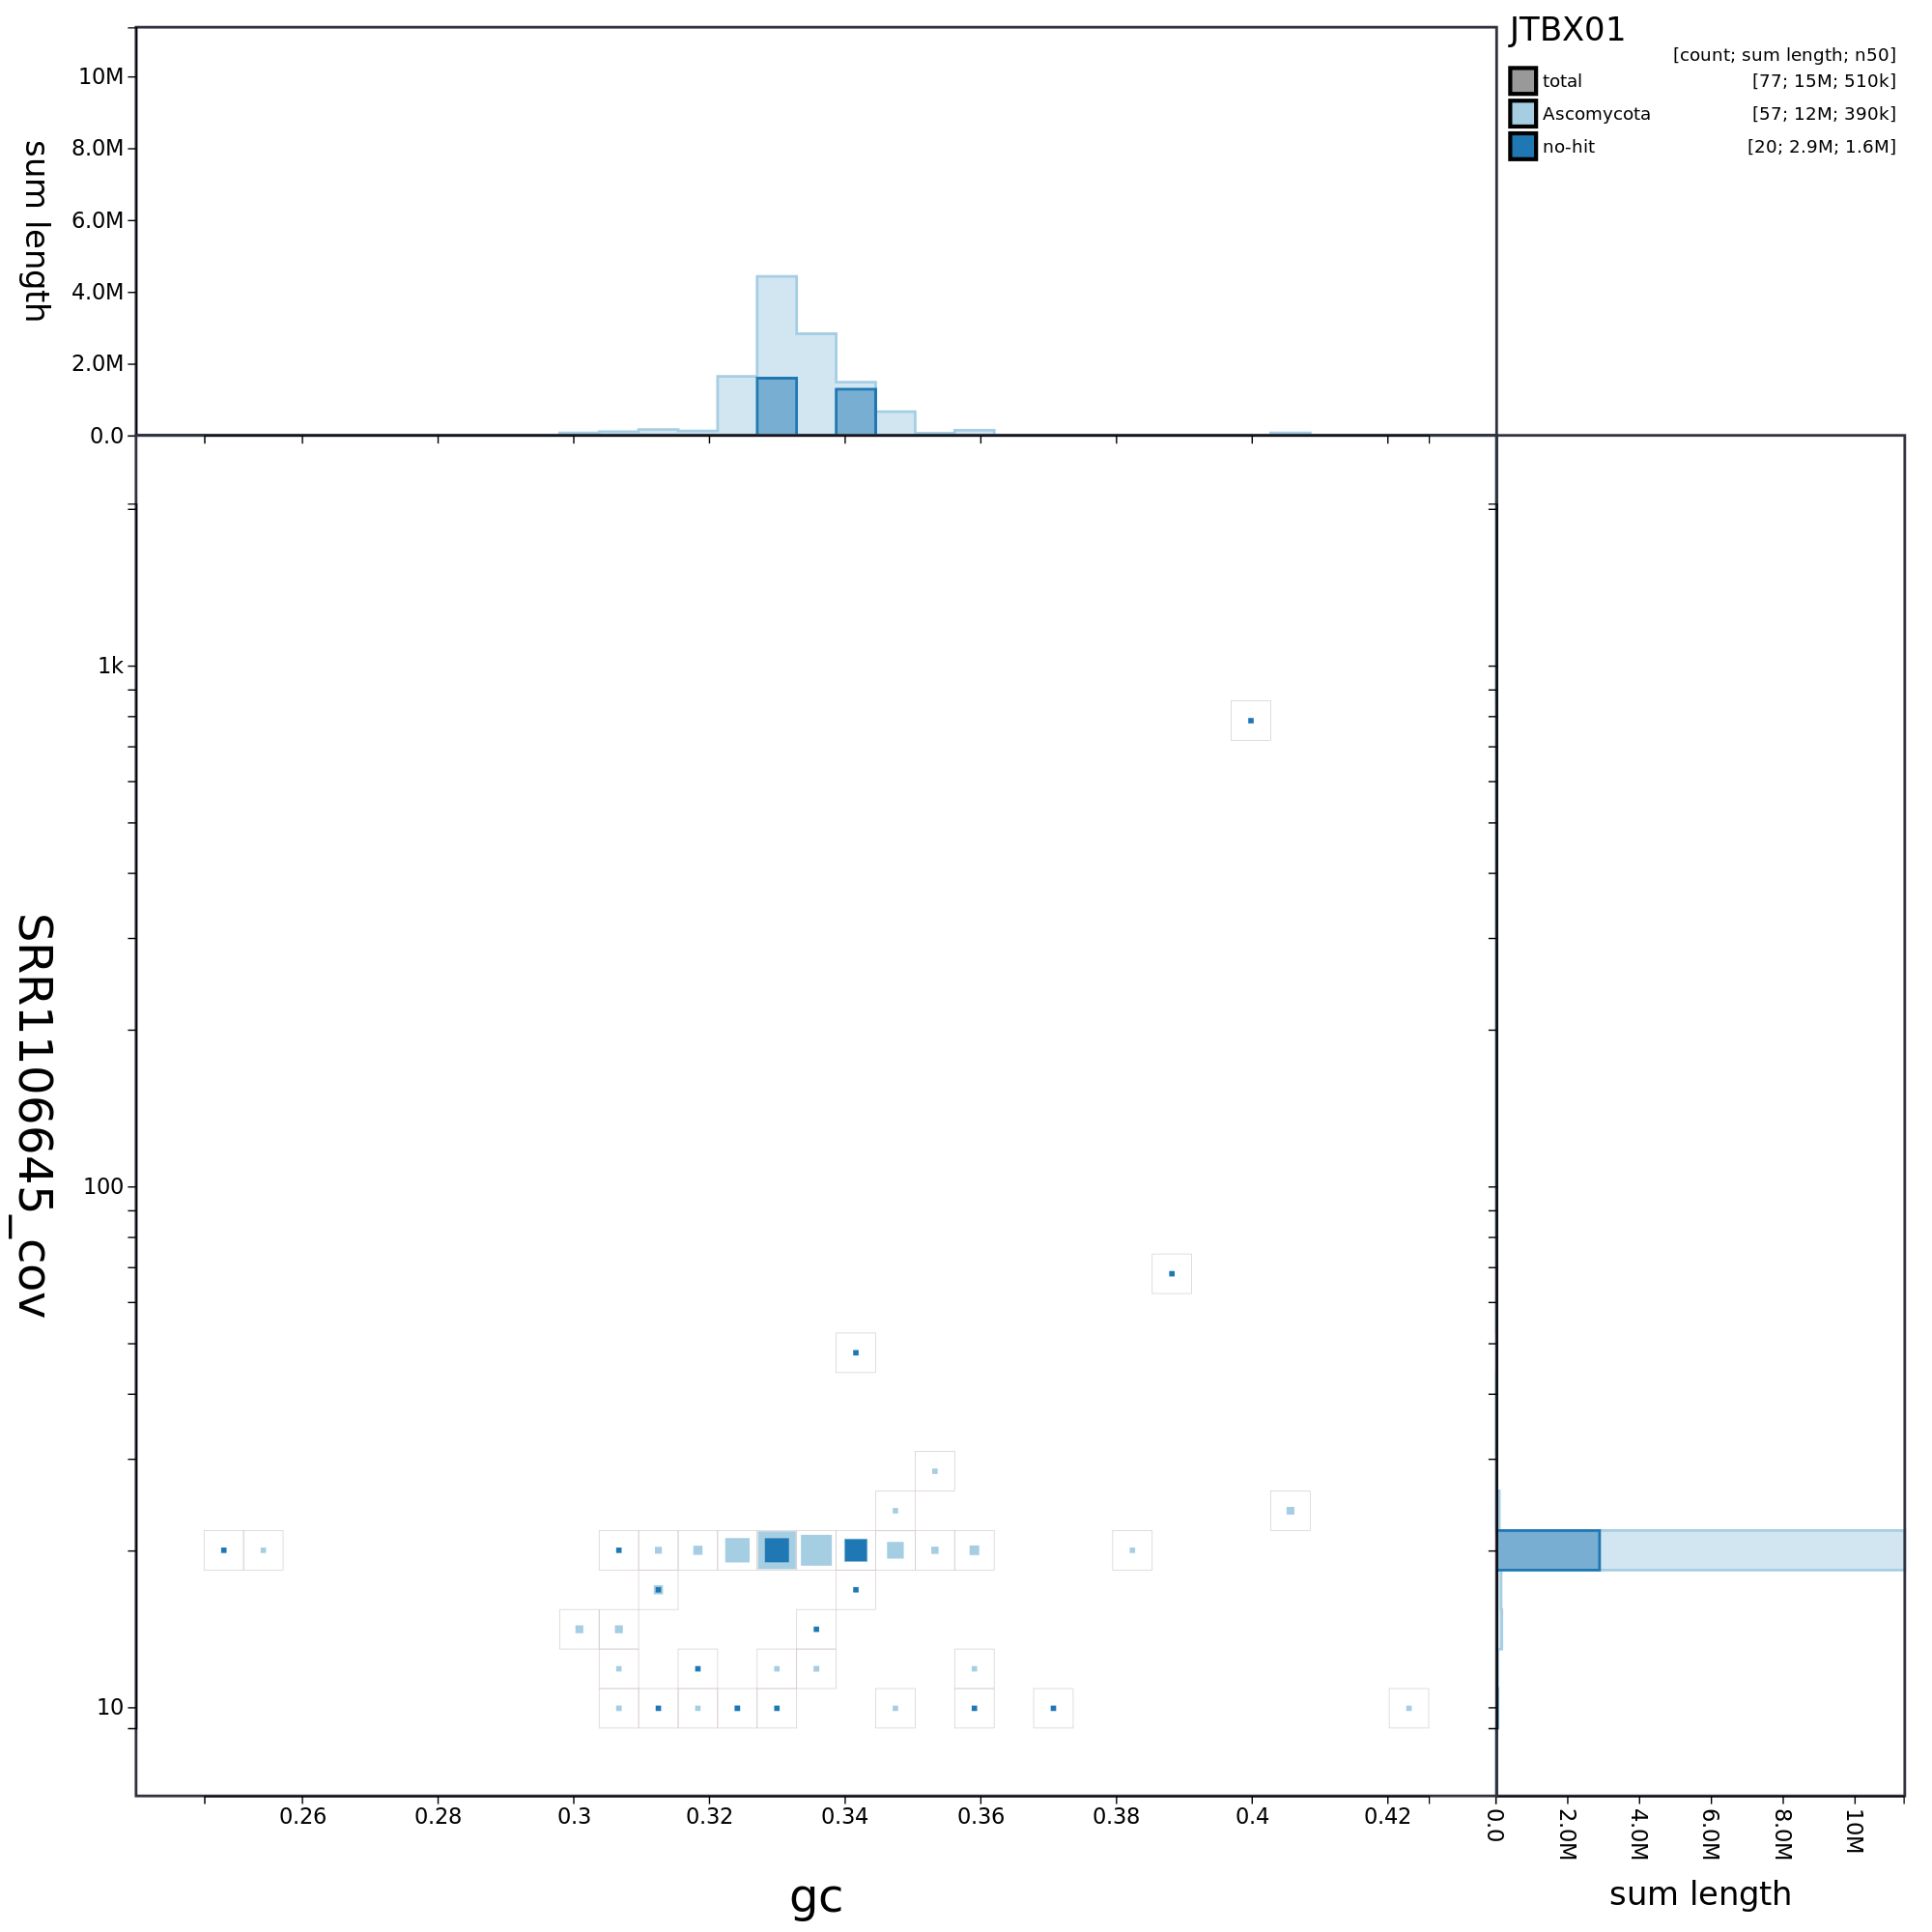 JTBX01
[count; sum length; n50]
total [77; 15M; 510k]
Ascomycota [57; 12M; 390k]
no-hit [20; 2.9M; 1.6M]
sum length
10M
8.0M
6.0M
4.0M
2.0M
0.0
SRR1106645_cov
1k
100
10
0.26 0.28 0.3 0.32 0.34 0.36 0.38 0.4 0.42
gc
0.0 2.0M 4.0M 6.0M 8.0M 10M
sum length